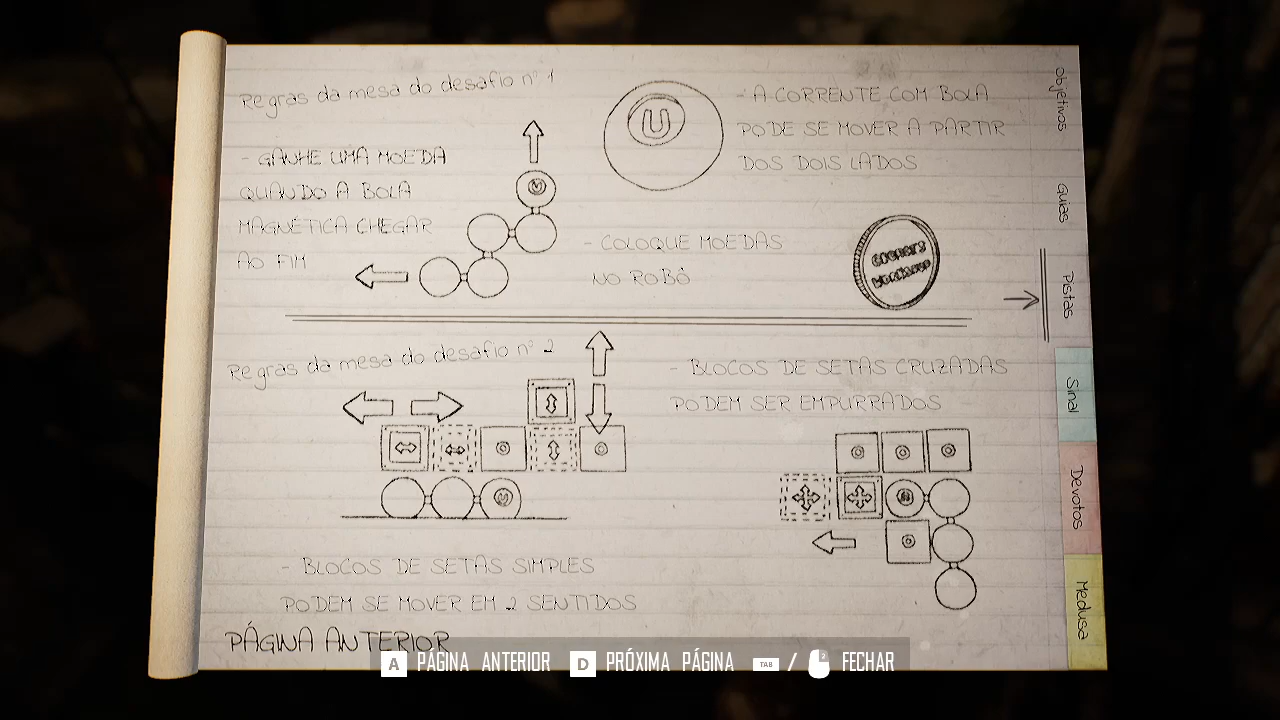 Regras da mesa do desafio nº 1
- GANHE UMA MOEDA
QUANDO A BOLA
MAGNÉTICA CHEGAR
AO FIM
U
- A CORRENTE COM BOLA
PODE SE MOVER A PARTIR
DOS DOIS LADOS
M
- COLOQUE MOEDAS
NO ROBÔ
Regras da mesa do desafio nº 2
- BLOCOS DE SETAS CRUZADAS
PODEM SER EMPURRADOS
M
M
- BLOCOS DE SETAS SIMPLES
PODEM SE MOVER EM 2 SENTIDOS
PÁGINA ANTERIOR
Objetivos
Guias
Pistas
Sinal
Devotos
Medusa
A PÁGINA ANTERIOR D PRÓXIMA PÁGINA TAB / 2 FECHAR